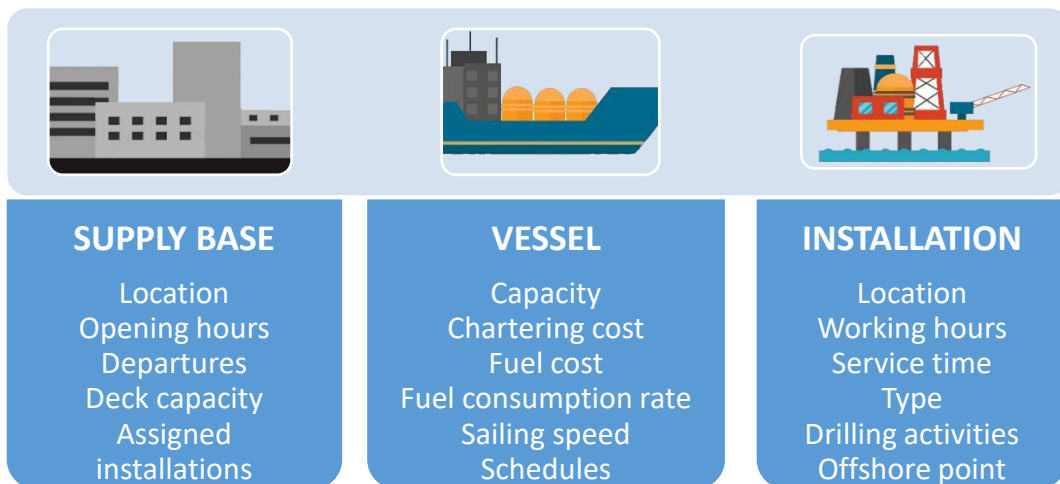 SUPPLY BASE
Location
Opening hours
Departures
Deck capacity
Assigned
installations
VESSEL
Capacity
Chartering cost
Fuel cost
Fuel consumption rate
Sailing speed
Schedules
INSTALLATION
Location
Working hours
Service time
Type
Drilling activities
Offshore point